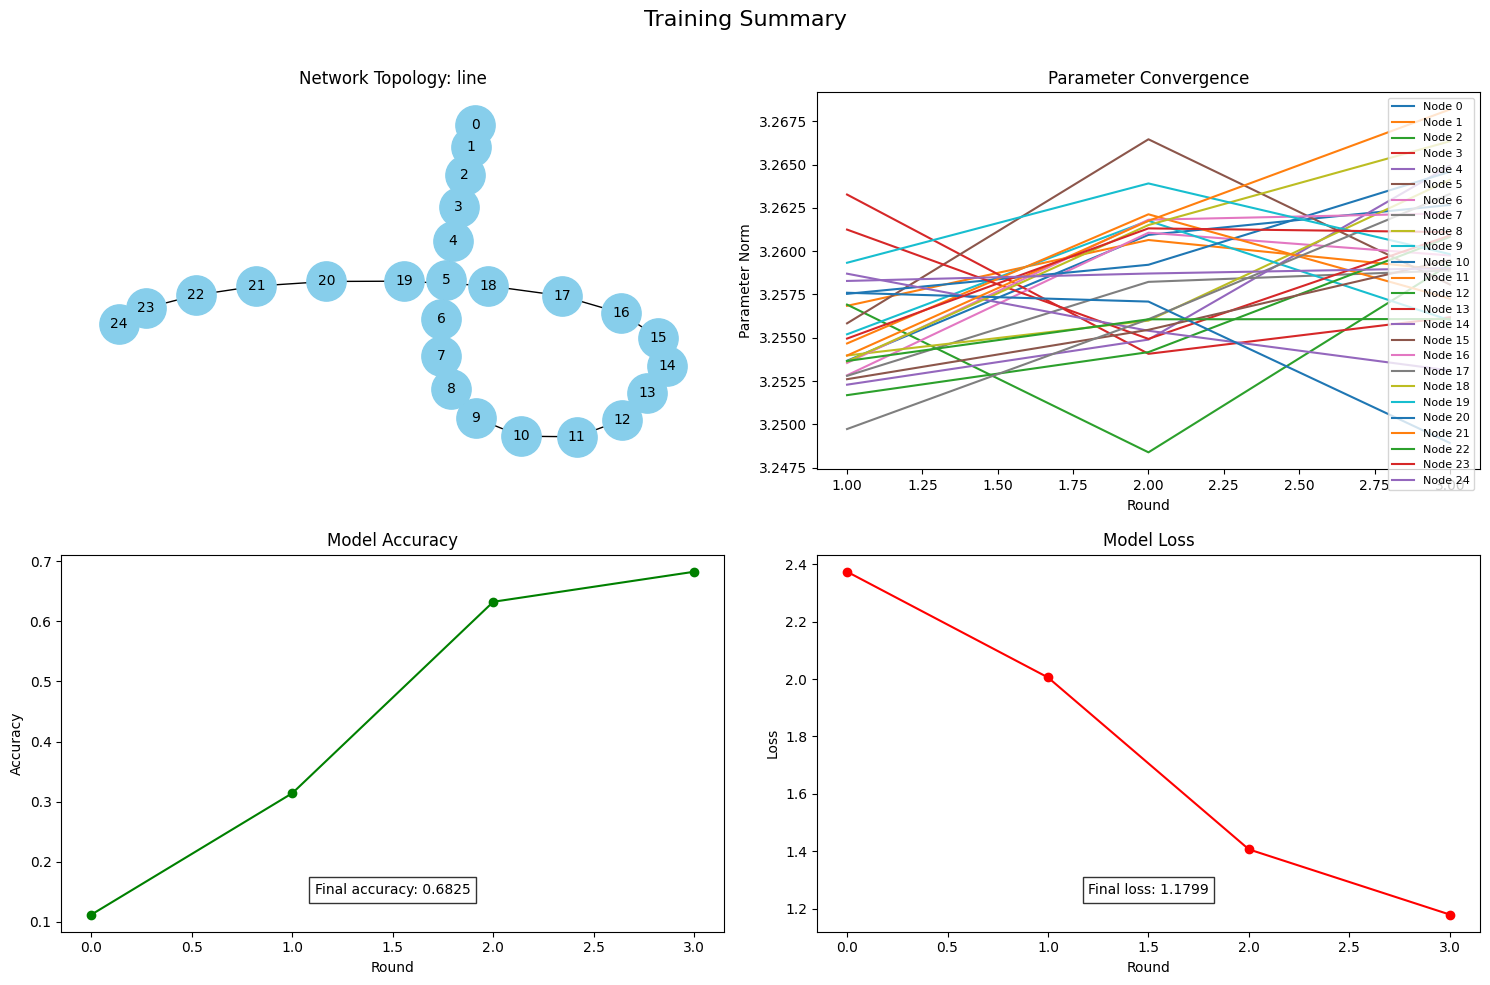 Training Summary
Network Topology: line
0
1
2
3
4
5
6
7
8
9
10
11
12
13
14
15
16
17
18
19
20
21
22
23
24
Parameter Convergence
Parameter Norm
3.2675
3.2650
3.2625
3.2600
3.2575
3.2550
3.2525
3.2500
3.2475
Node 0
Node 1
Node 2
Node 3
Node 4
Node 5
Node 6
Node 7
Node 8
Node 9
Node 10
Node 11
Node 12
Node 13
Node 14
Node 15
Node 16
Node 17
Node 18
Node 19
Node 20
Node 21
Node 22
Node 23
Node 24
1.00 1.25 1.50 1.75 2.00 2.25 2.50 2.75 3.00
Round
Model Accuracy
Accuracy
0.7
0.6
0.5
0.4
0.3
0.2
0.1
Final accuracy: 0.6825
0.0 0.5 1.0 1.5 2.0 2.5 3.0
Round
Model Loss
Loss
2.4
2.2
2.0
1.8
1.6
1.4
1.2
Final loss: 1.1799
0.0 0.5 1.0 1.5 2.0 2.5 3.0
Round